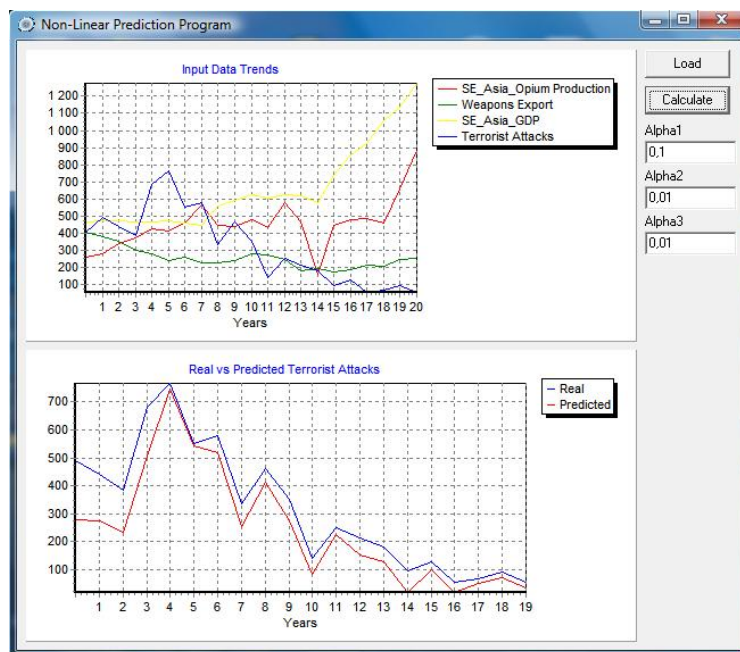 Non-Linear Prediction Program
Input Data Trends
1 200
1 100
1 000
900
800
700
600
500
400
300
200
100
1 2 3 4 5 6 7 8 9 10 11 12 13 14 15 16 17 18 19 20
Years
SE_Asia_Opium Production
Weapons Export
SE_Asia_GDP
Terrorist Attacks
Load
Calculate
Alpha1
0,1
Alpha2
0,01
Alpha3
0,01
Real vs Predicted Terrorist Attacks
700
600
500
400
300
200
100
1 2 3 4 5 6 7 8 9 10 11 12 13 14 15 16 17 18 19
Years
Real
Predicted